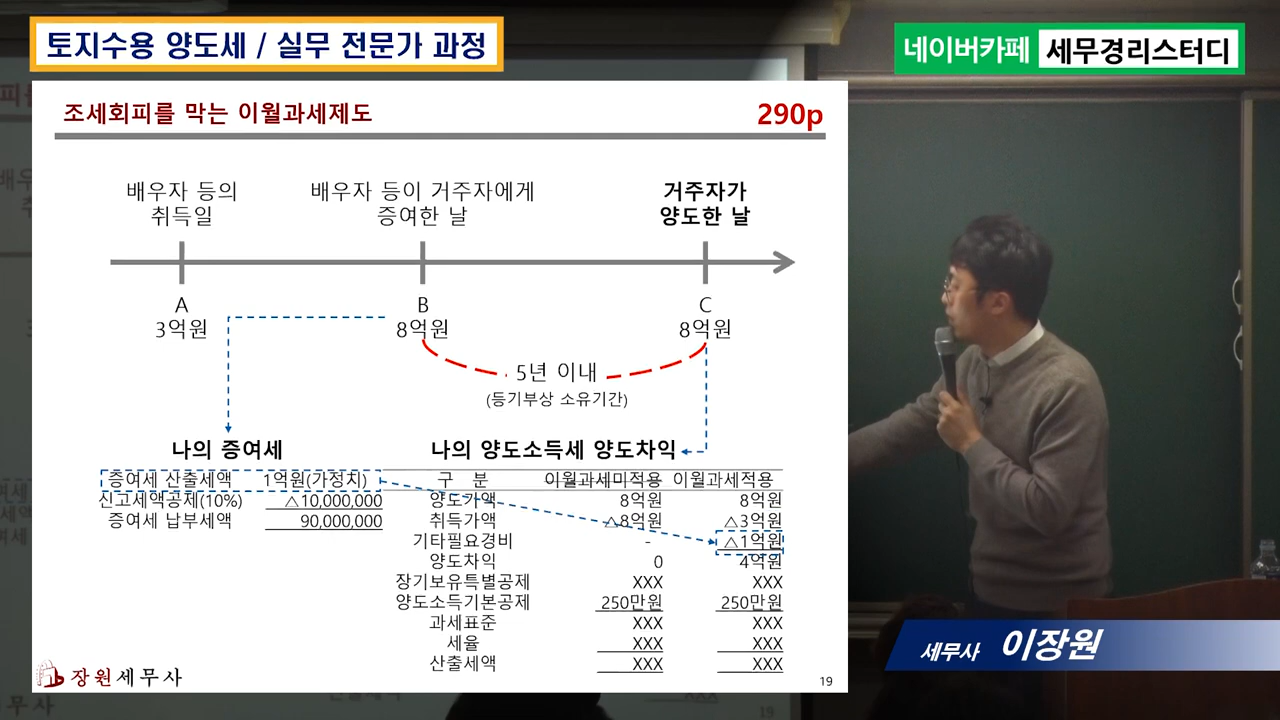 토지수용 양도세 / 실무 전문가 과정
네이버카페 세무경리스터디
조세회피를 막는 이월과세제도
290p
배우자 등의
취득일
배우자 등이 거주자에게
증여한 날
거주자가
양도한 날
A
3억원
B
8억원
C
8억원
5년 이내
(등기부상 소유기간)
나의 증여세
증여세 산출세액 1억원(가정치)
신고세액공제(10%) △10,000,000
증여세 납부세액 90,000,000
나의 양도소득세 양도차익
구 분 이월과세미적용 이월과세적용
양도가액 8억원 8억원
취득가액 △8억원 △3억원
기타필요경비 - △1억원
양도차익 0 4억원
장기보유특별공제 XXX XXX
양도소득기본공제 250만원 250만원
과세표준 XXX XXX
세율 XXX XXX
산출세액 XXX XXX
장원세무사
19
세무사 이장원